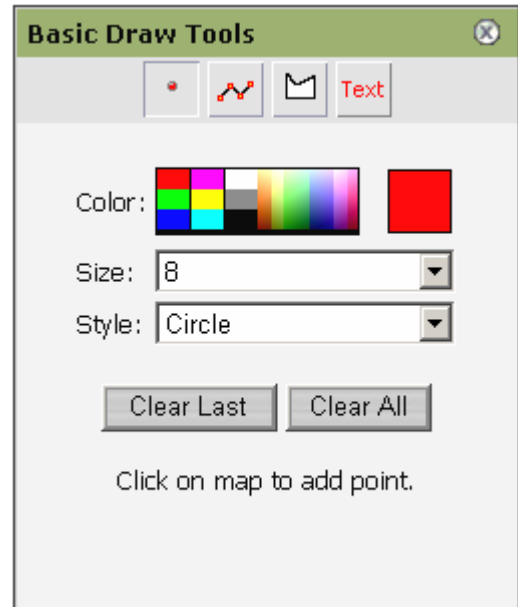 Basic Draw Tools
Text
Color:
Size: 8
Style: Circle
Clear Last Clear All
Click on map to add point.